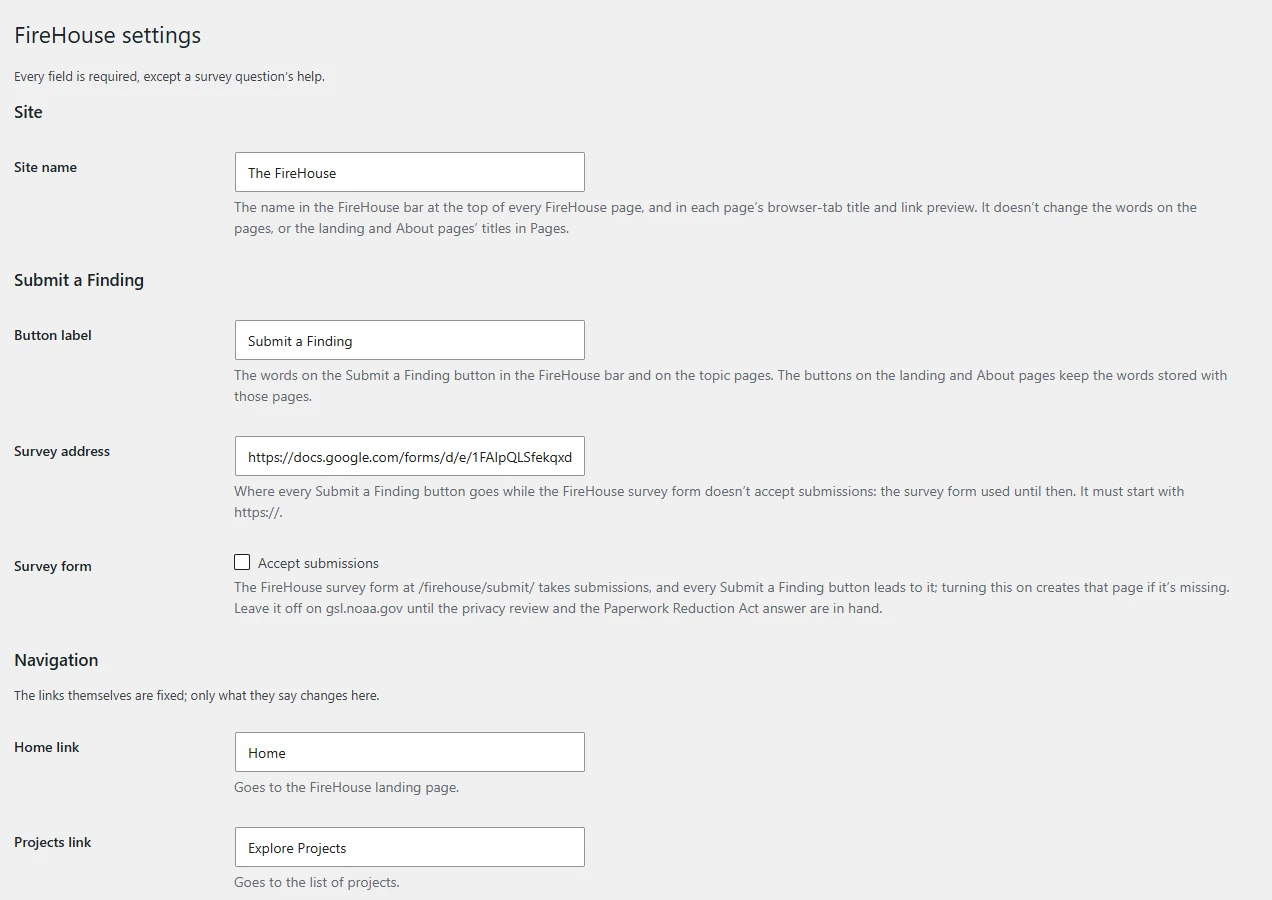 FireHouse settings
Every field is required, except a survey question's help.
Site
Site name
The FireHouse
The name in the FireHouse bar at the top of every FireHouse page, and in each page’s browser-tab title and link preview. It doesn’t change the words on the
pages, or the landing and About pages’ titles in Pages.
Submit a Finding
Button label
Submit a Finding
The words on the Submit a Finding button in the FireHouse bar and on the topic pages. The buttons on the landing and About pages keep the words stored with
those pages.
Survey address
https://docs.google.com/forms/d/e/1FAIpQLSfekqxd
Where every Submit a Finding button goes while the FireHouse survey form doesn’t accept submissions: the survey form used until then. It must start with
https://.
Survey form
Accept submissions
The FireHouse survey form at /firehouse/submit/ takes submissions, and every Submit a Finding button leads to it; turning this on creates that page if it’s missing.
Leave it off on gsl.noaa.gov until the privacy review and the Paperwork Reduction Act answer are in hand.
Navigation
The links themselves are fixed; only what they say changes here.
Home link
Home
Goes to the FireHouse landing page.
Projects link
Explore Projects
Goes to the list of projects.